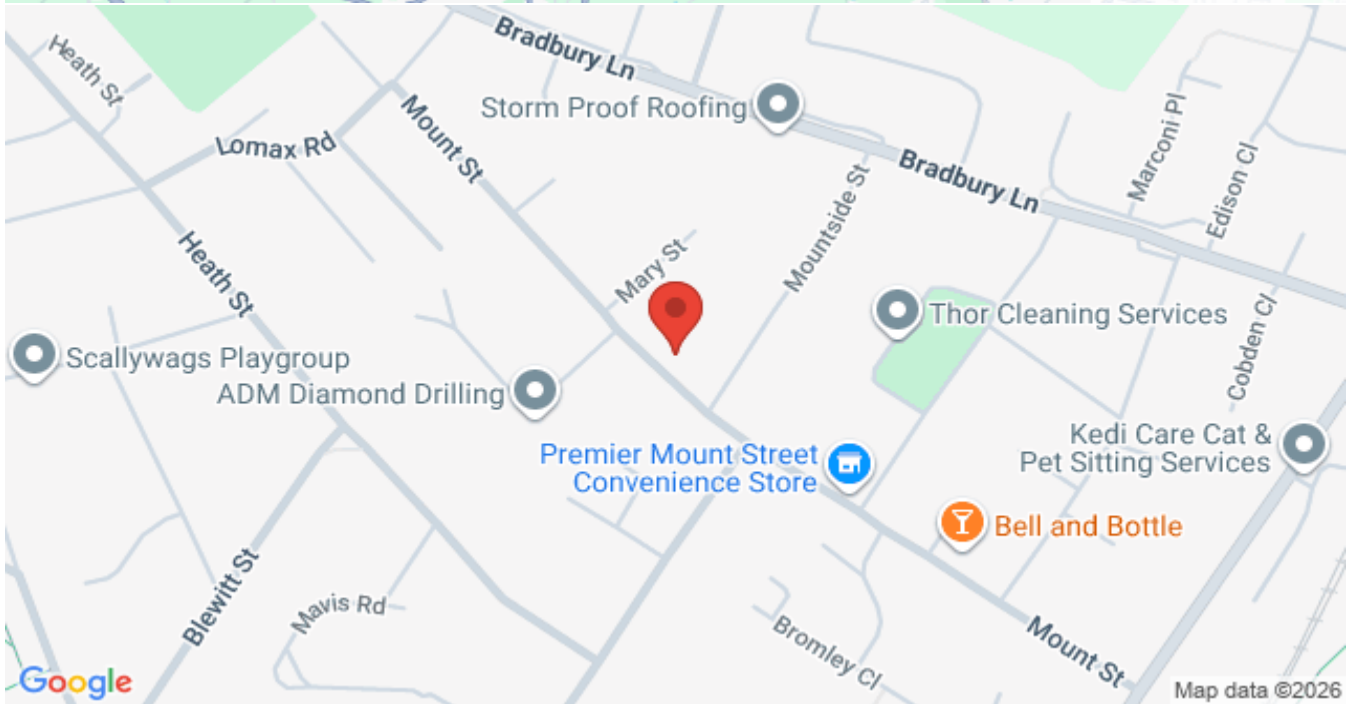 Heath St
Bradbury Ln
Storm Proof Roofing
Mount St
Lomax Rd
Bradbury Ln
Marconi Pl
Edison Cl
Mountside St
Heath St
Mary St
Thor Cleaning Services
Cobden Cl
Scallywags Playgroup
ADM Diamond Drilling
Premier Mount Street
Convenience Store
Kedi Care Cat &
Pet Sitting Services
Bell and Bottle
Blewitt St
Mavis Rd
Bromley Cl
Mount St
Google
Map data ©2026